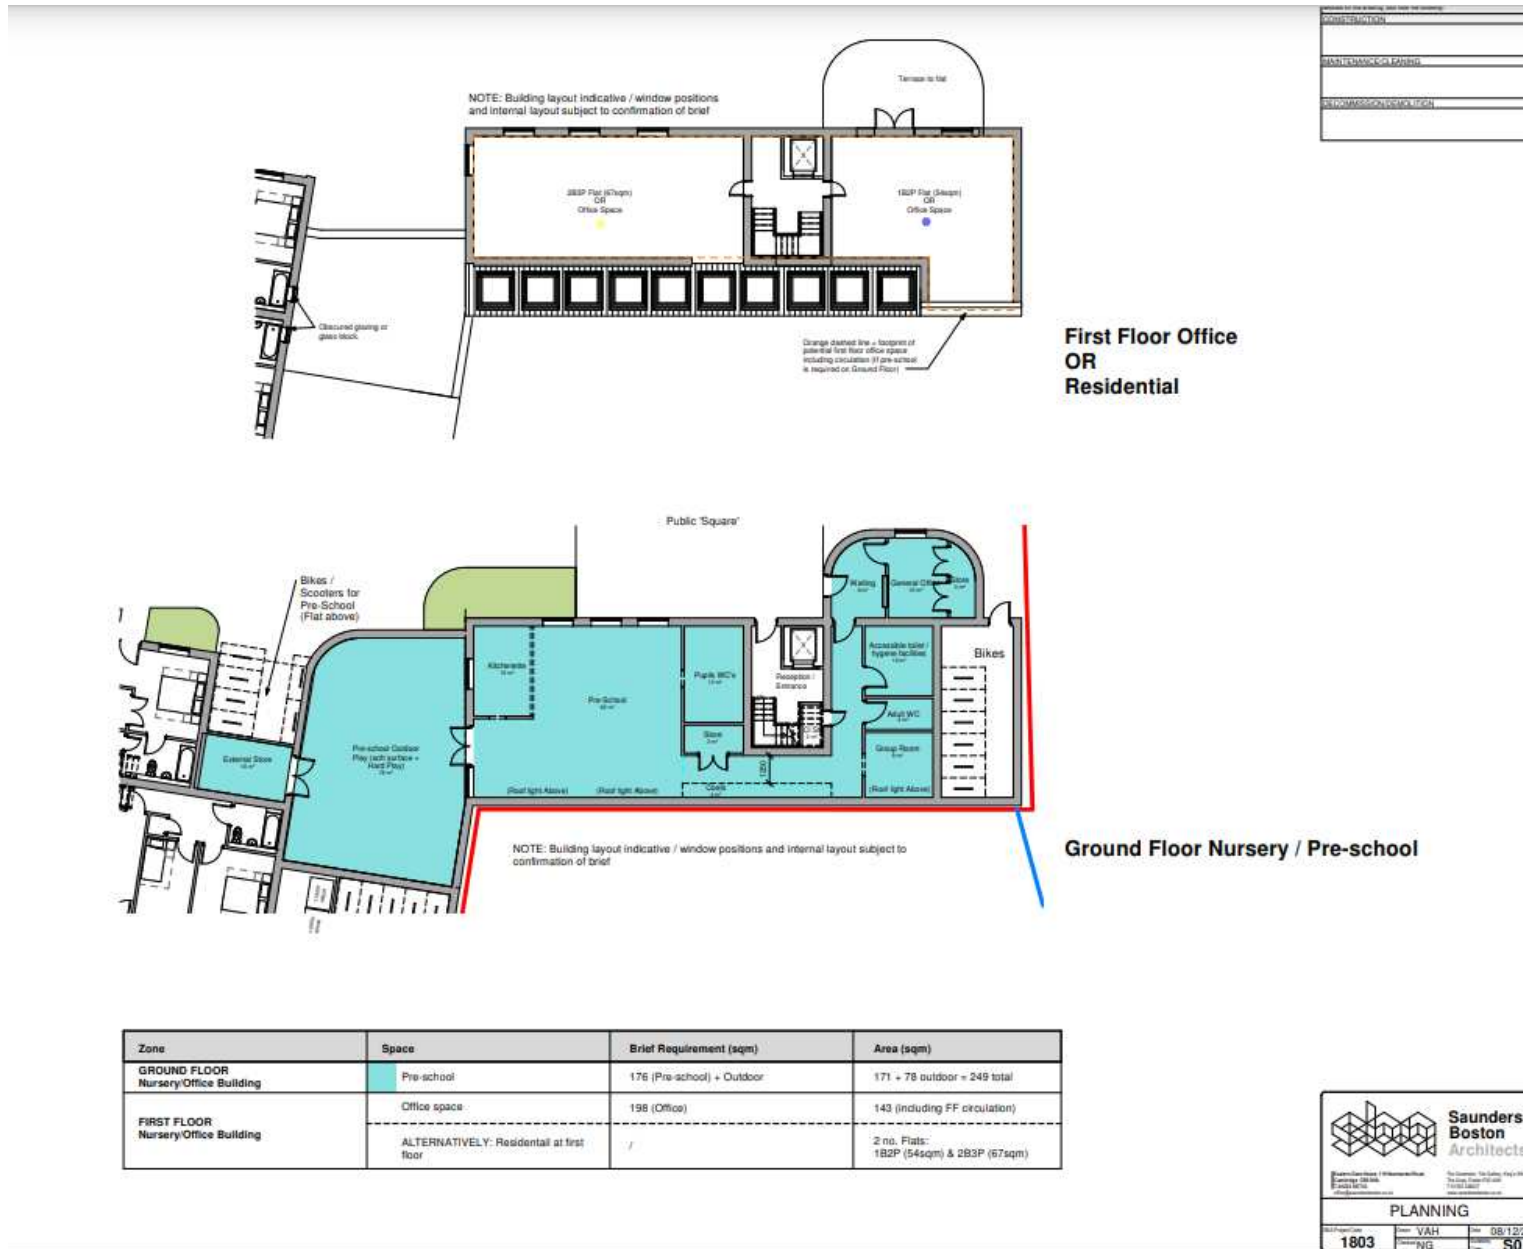 CONSTRUCTION
MAINTENANCE/CLEANING
DECOMMISSION/DEMOLITION
Terrace to flat
NOTE: Building layout indicative / window positions
and internal layout subject to confirmation of brief
2B3P Flat (67sqm)
OR
Office Space
1B2P Flat (54sqm)
OR
Office Space
Obscured glazing or
glass block
Orange dashed line = footprint of
potential first floor office space
including circulation (if pre-school
is required on Ground Floor)
First Floor Office
OR
Residential
Public 'Square'
Bikes /
Scooters for
Pre-School
(Flat above)
Waiting
General Office
Store
Kitchenette
Pre-School
Pupils WC's
Reception /
Entrance
Accessible toilet /
hygiene facilities
Bikes
Adult WC
Store
Group Room
External Store
Pre-school Outdoor
Play (soft surface +
Hard Play)
(Roof light Above)
(Roof light Above)
Coats
1250
(Roof light Above)
NOTE: Building layout indicative / window positions and internal layout subject to
confirmation of brief
Ground Floor Nursery / Pre-school
Zone Space Brief Requirement (sqm) Area (sqm)
GROUND FLOOR
Nursery/Office Building Pre-school 176 (Pre-school) + Outdoor 171 + 78 outdoor = 249 total
FIRST FLOOR
Nursery/Office Building
Office space 198 (Office) 143 (including FF circulation)
ALTERNATIVELY: Residentail at first
floor / 2 no. Flats:
1B2P (54sqm) & 2B3P (67sqm)
Saunders
Boston
Architects
PLANNING
1803 VAH 08/12/
NG S0